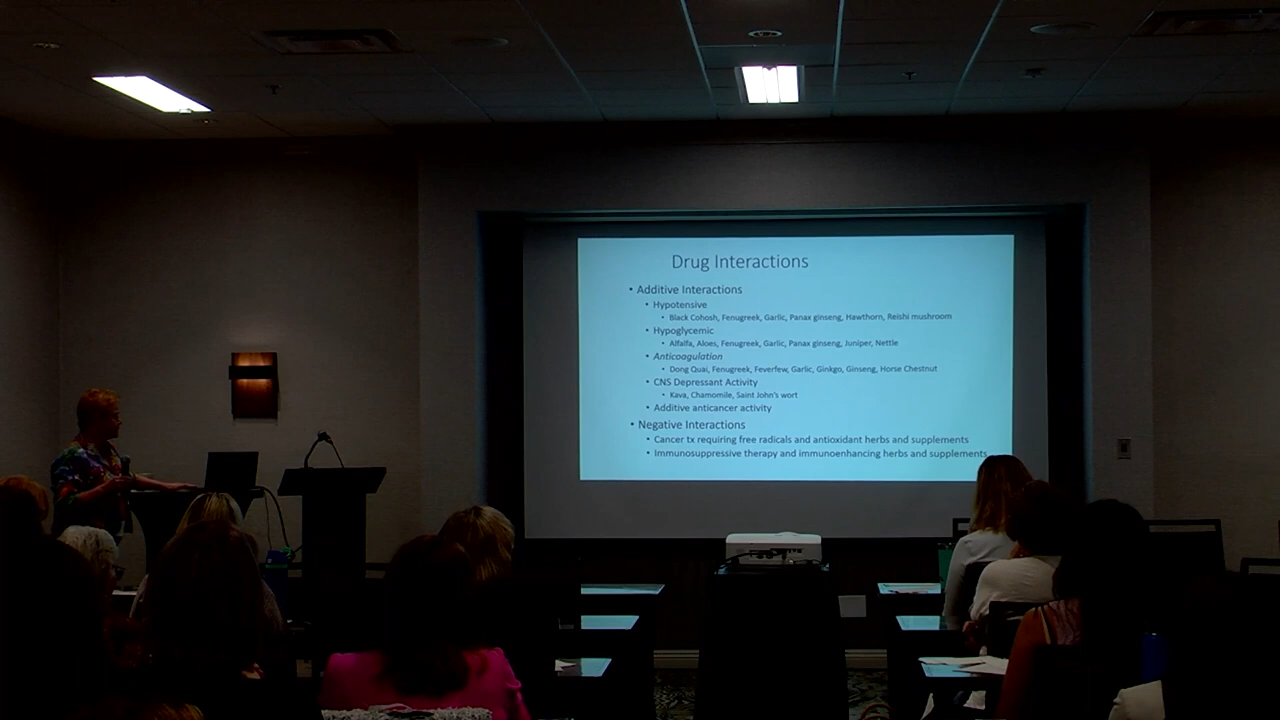 Drug Interactions
• Additive Interactions
• Hypotensive
• Black Cohosh, Fenugreek, Garlic, Panax ginseng, Hawthorn, Reishi mushroom
• Hypoglycemic
• Alfalfa, Aloes, Fenugreek, Garlic, Panax ginseng, Juniper, Nettle
• Anticoagulation
• Dong Quai, Fenugreek, Feverfew, Garlic, Ginkgo, Ginseng, Horse Chestnut
• CNS Depressant Activity
• Kava, Chamomile, Saint John's wort
• Additive anticancer activity
• Negative Interactions
• Cancer tx requiring free radicals and antioxidant herbs and supplements
• Immunosuppressive therapy and immunoenhancing herbs and supplements